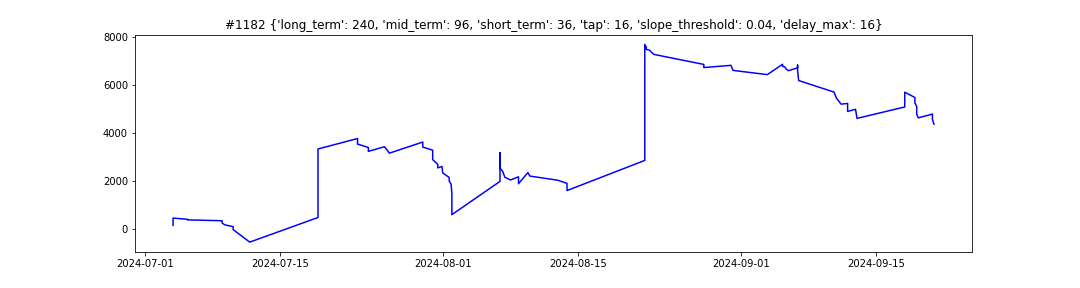 #1182 {'long_term': 240, 'mid_term': 96, 'short_term': 36, 'tap': 16, 'slope_threshold': 0.04, 'delay_max': 16}
8000
6000
4000
2000
0
2024-07-01 2024-07-15 2024-08-01 2024-08-15 2024-09-01 2024-09-15